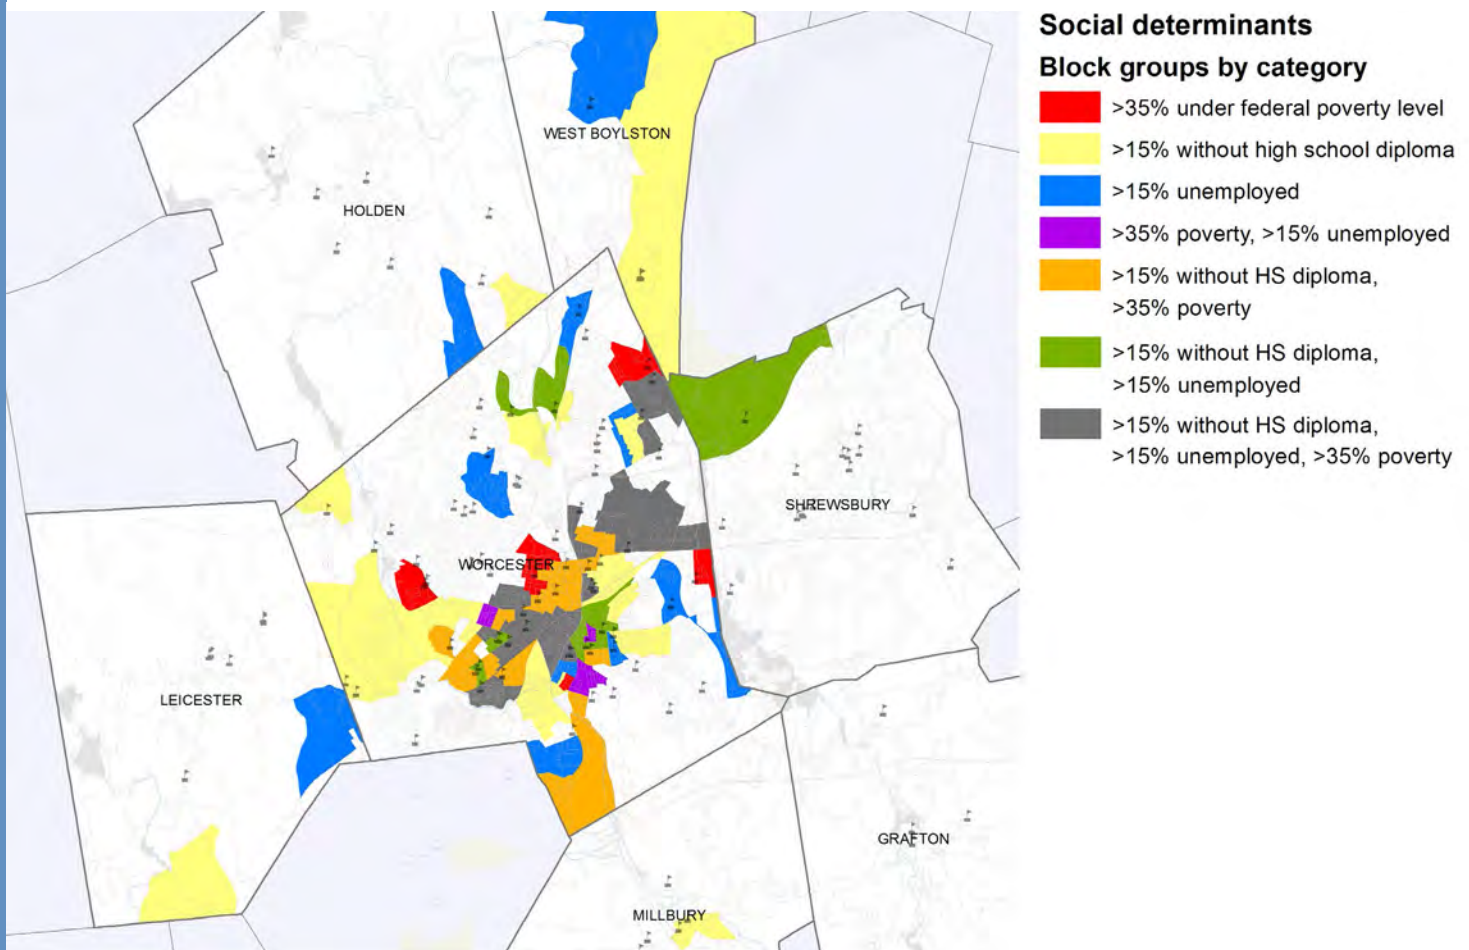 Social determinants
Block groups by category
>35% under federal poverty level
>15% without high school diploma
>15% unemployed
>35% poverty, >15% unemployed
>15% without HS diploma,
>35% poverty
>15% without HS diploma,
>15% unemployed
>15% without HS diploma,
>15% unemployed, >35% poverty
WEST BOYLSTON
HOLDEN
SHREWSBURY
WORCESTER
LEICESTER
GRAFTON
MILLBURY